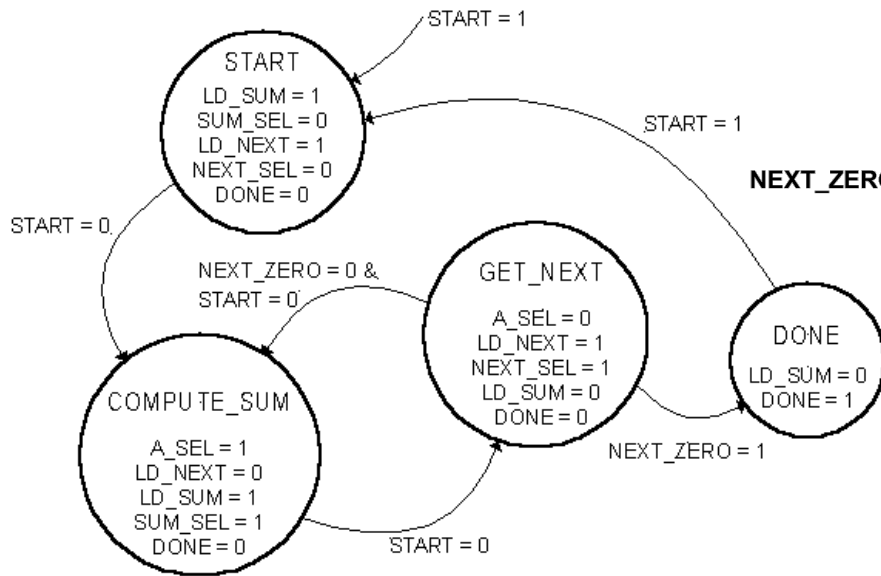 START = 1
START
LD_SUM = 1
SUM_SEL = 0
LD_NEXT = 1
NEXT_SEL = 0
DONE = 0
START = 1
NEXT_ZERO
START = 0
NEXT_ZERO = 0 &
START = 0
GET_NEXT
A_SEL = 0
LD_NEXT = 1
NEXT_SEL = 1
LD_SUM = 0
DONE = 0
DONE
LD_SUM = 0
DONE = 1
COMPUTE_SUM
A_SEL = 1
LD_NEXT = 0
LD_SUM = 1
SUM_SEL = 1
DONE = 0
NEXT_ZERO = 1
START = 0